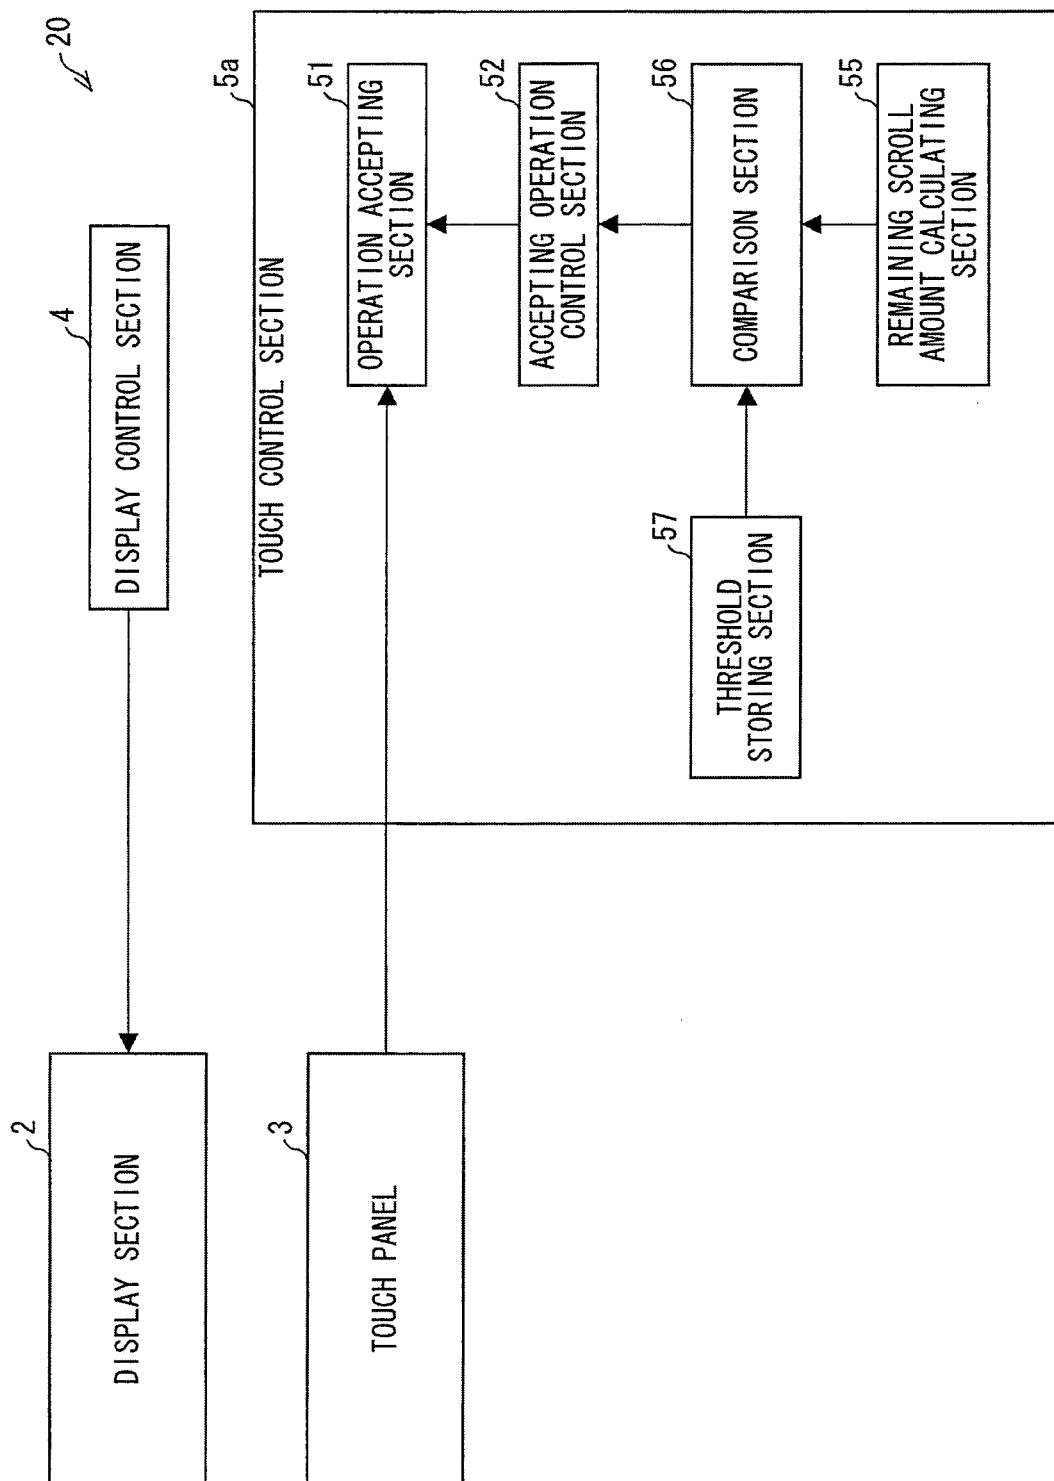 20
2
DISPLAY SECTION
4
DISPLAY CONTROL SECTION
3
TOUCH PANEL
5a
TOUCH CONTROL SECTION
51
OPERATION ACCEPTING
SECTION
52
ACCEPTING OPERATION
CONTROL SECTION
57
THRESHOLD
STORING SECTION
56
COMPARISON SECTION
55
REMAINING SCROLL
AMOUNT CALCULATING
SECTION